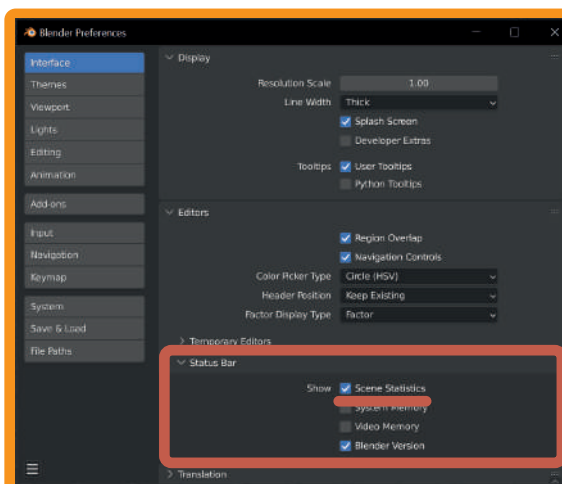 Blender Preferences
Interface
Themes
Viewport
Lights
Editing
Animation
Add-ons
Input
Navigation
Keymap
System
Save & Load
File Paths
Display
Resolution Scale 1.00
Line Width Thick
Splash Screen
Developer Extras
Tooltips User Tooltips
Python Tooltips
Editors
Region Overlap
Navigation Controls
Color Picker Type Circle (HSV)
Header Position Keep Existing
Factor Display Type Factor
Temporary Editors
Status Bar
Show Scene Statistics
System Memory
Video Memory
Blender Version
Translation